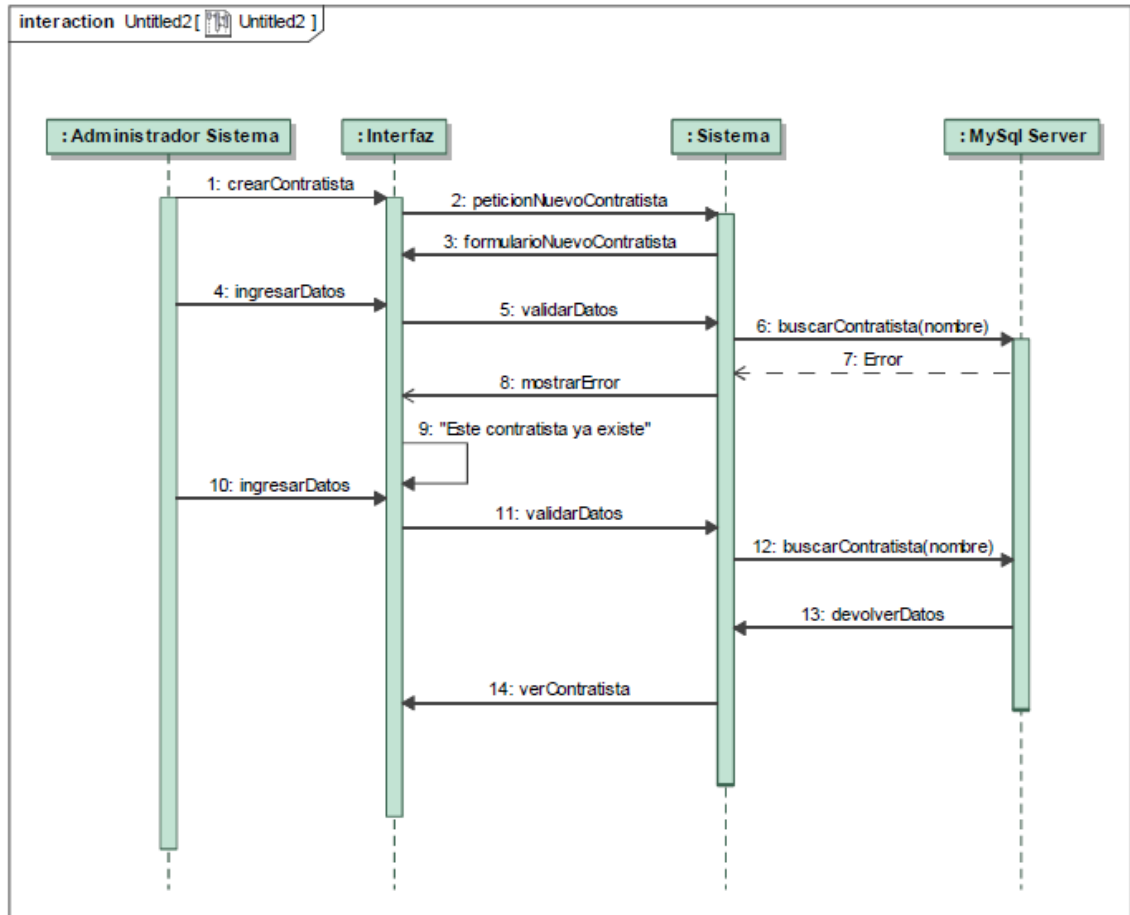 interaction Untitled2 [ Untitled2 ]
: Administrador Sistema
: Interfaz
: Sistema
: MySql Server
1: crearContratista
2: peticionNuevoContratista
3: formularioNuevoContratista
4: ingresarDatos
5: validarDatos
6: buscarContratista(nombre)
7: Error
8: mostrarError
9: "Este contratista ya existe"
10: ingresarDatos
11: validarDatos
12: buscarContratista(nombre)
13: devolverDatos
14: verContratista